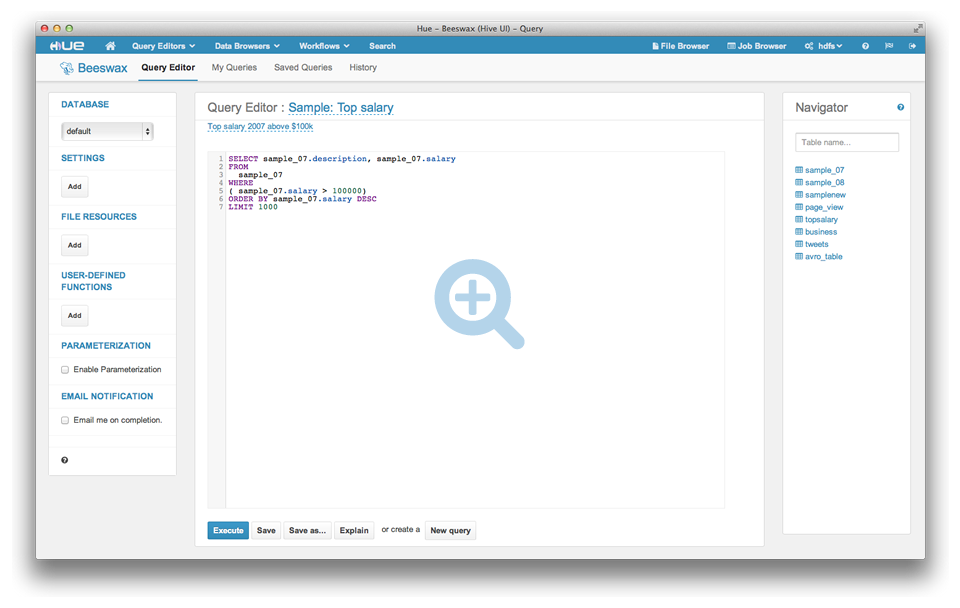 Hue - Beeswax (Hive UI) - Query
HUE Query Editors Data Browsers Workflows Search File Browser Job Browser hdfs
Beeswax Query Editor My Queries Saved Queries History
DATABASE
default
SETTINGS
Add
FILE RESOURCES
Add
USER-DEFINED
FUNCTIONS
Add
PARAMETERIZATION
Enable Parameterization
EMAIL NOTIFICATION
Email me on completion.
Query Editor : Sample: Top salary
Top salary 2007 above $100k
1 SELECT sample_07.description, sample_07.salary
2 FROM
3 sample_07
4 WHERE
5 ( sample_07.salary > 100000)
6 ORDER BY sample_07.salary DESC
7 LIMIT 1000
Execute Save Save as... Explain or create a New query
Navigator
Table name...
sample_07
sample_08
samplenew
page_view
topsalary
business
tweets
avro_table